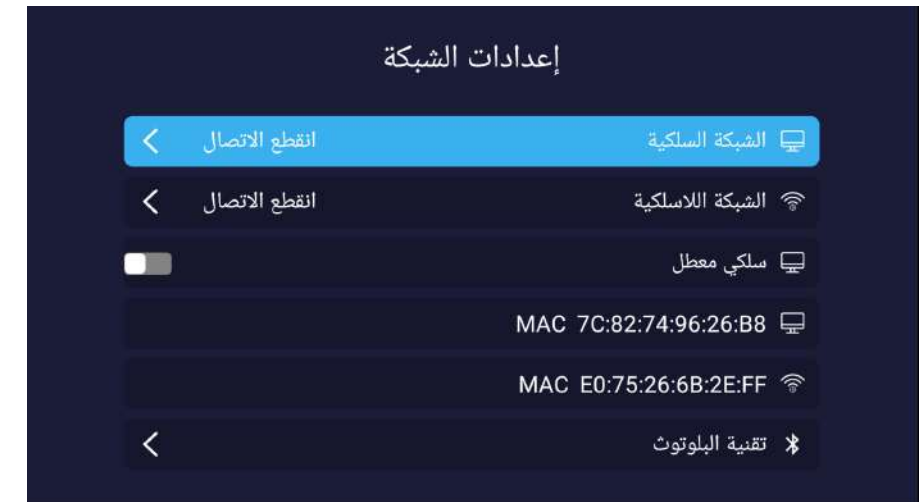 إعدادات الشبكة
الشبكة السلكية انقطع الاتصال
الشبكة اللاسلكية انقطع الاتصال
سلكي معطل
MAC 7C:82:74:96:26:B8
MAC E0:75:26:6B:2E:FF
تقنية البلوتوث